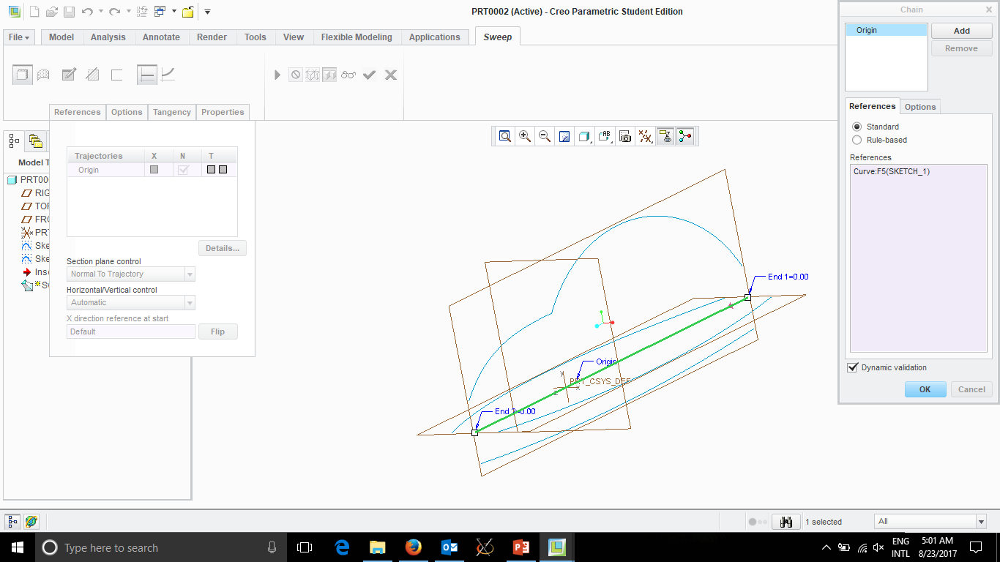 PRT0002 (Active) - Creo Parametric Student Edition
File Model Analysis Annotate Render Tools View Flexible Modeling Applications Sweep
References Options Tangency Properties
Trajectories X N T
Origin
Details...
Section plane control
Normal To Trajectory
Horizontal/Vertical control
Automatic
X direction reference at start
Default Flip
Model T
PRT00
RIG
TOP
FRO
PRT
Ske
Ske
Inse
Sw
AB
End 1=0.00
Origin
Y
PRT_CSYS_DEF
X
Z
End 2=0.00
Chain
Origin
Add
Remove
References Options
Standard
Rule-based
References
Curve:F5(SKETCH_1)
Dynamic validation
OK Cancel
1 selected All
Type here to search
ENG 5:01 AM
INTL 8/23/2017